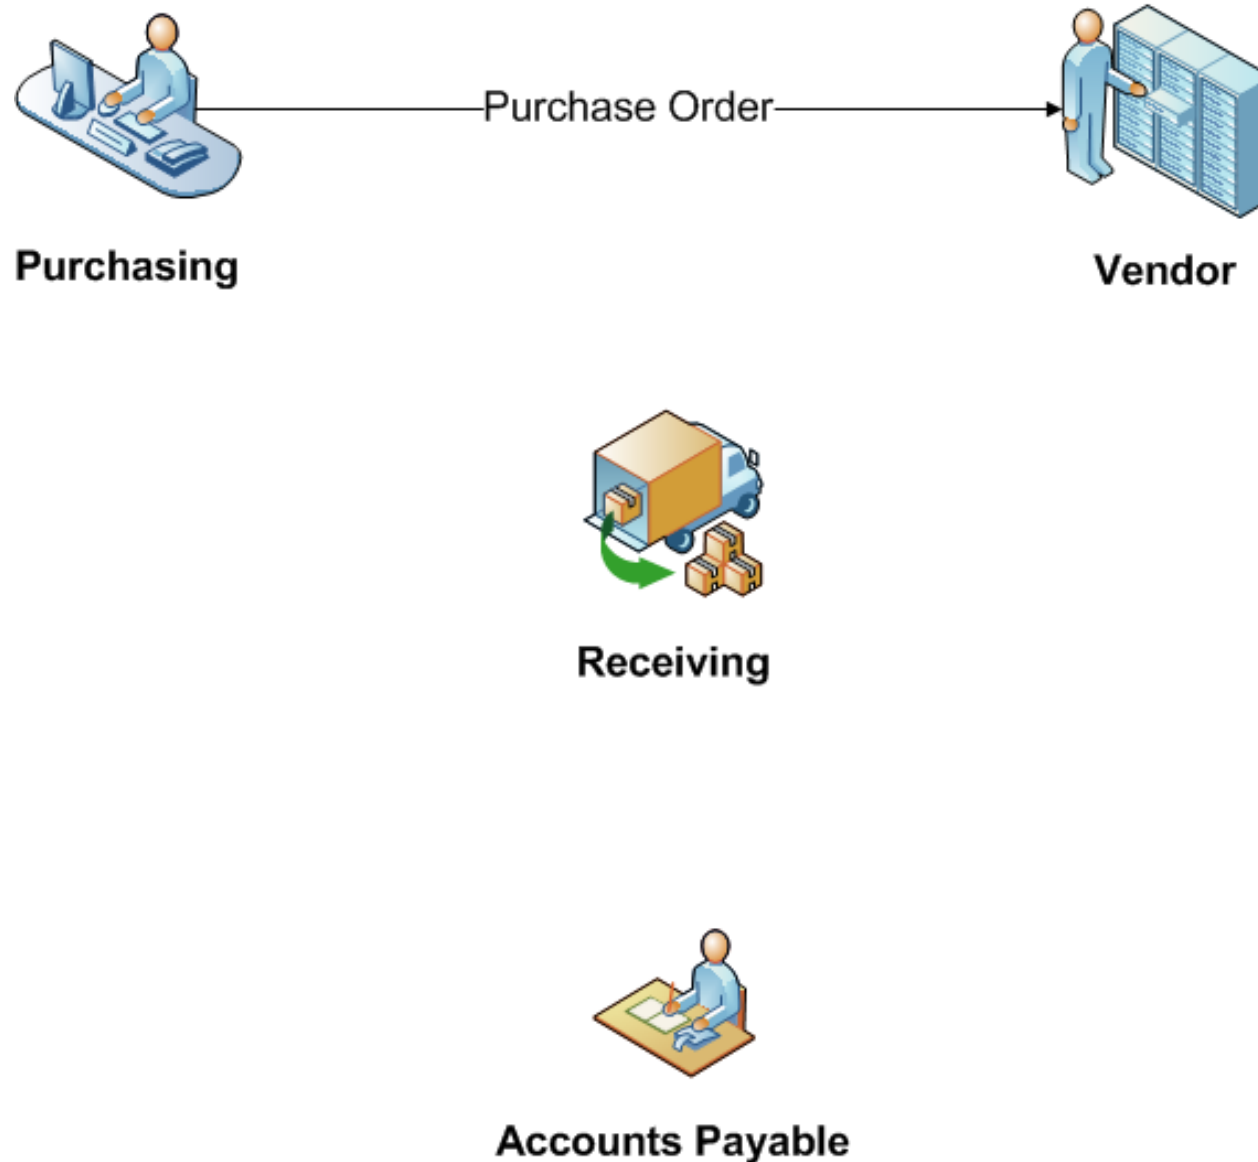 Purchase Order
Purchasing
Vendor
Receiving
Accounts Payable